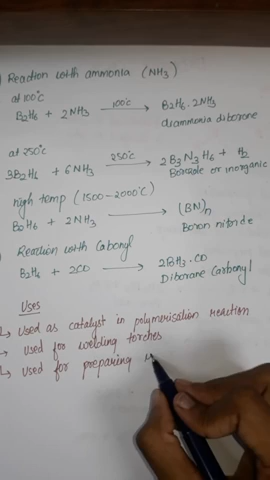 Reaction with ammonia (NH3)
at 100°C
B2H6 + 2NH3 100°C → B2H6.2NH3
diammonia diborane
at 250°C
3B2H6 + 6NH3 250°C → 2B3N3H6 + H2
Borazole or inorganic
high temp (1500-2000°C)
B2H6 + 2NH3 → (BN)n
Boron nitride
Reaction with Carbonyl
B2H6 + 2CO → 2BH3.CO
Diborane Carbonyl
Uses
↳ Used as catalyst in polymerisation reaction
↳ used for welding torches
↳ Used for preparing